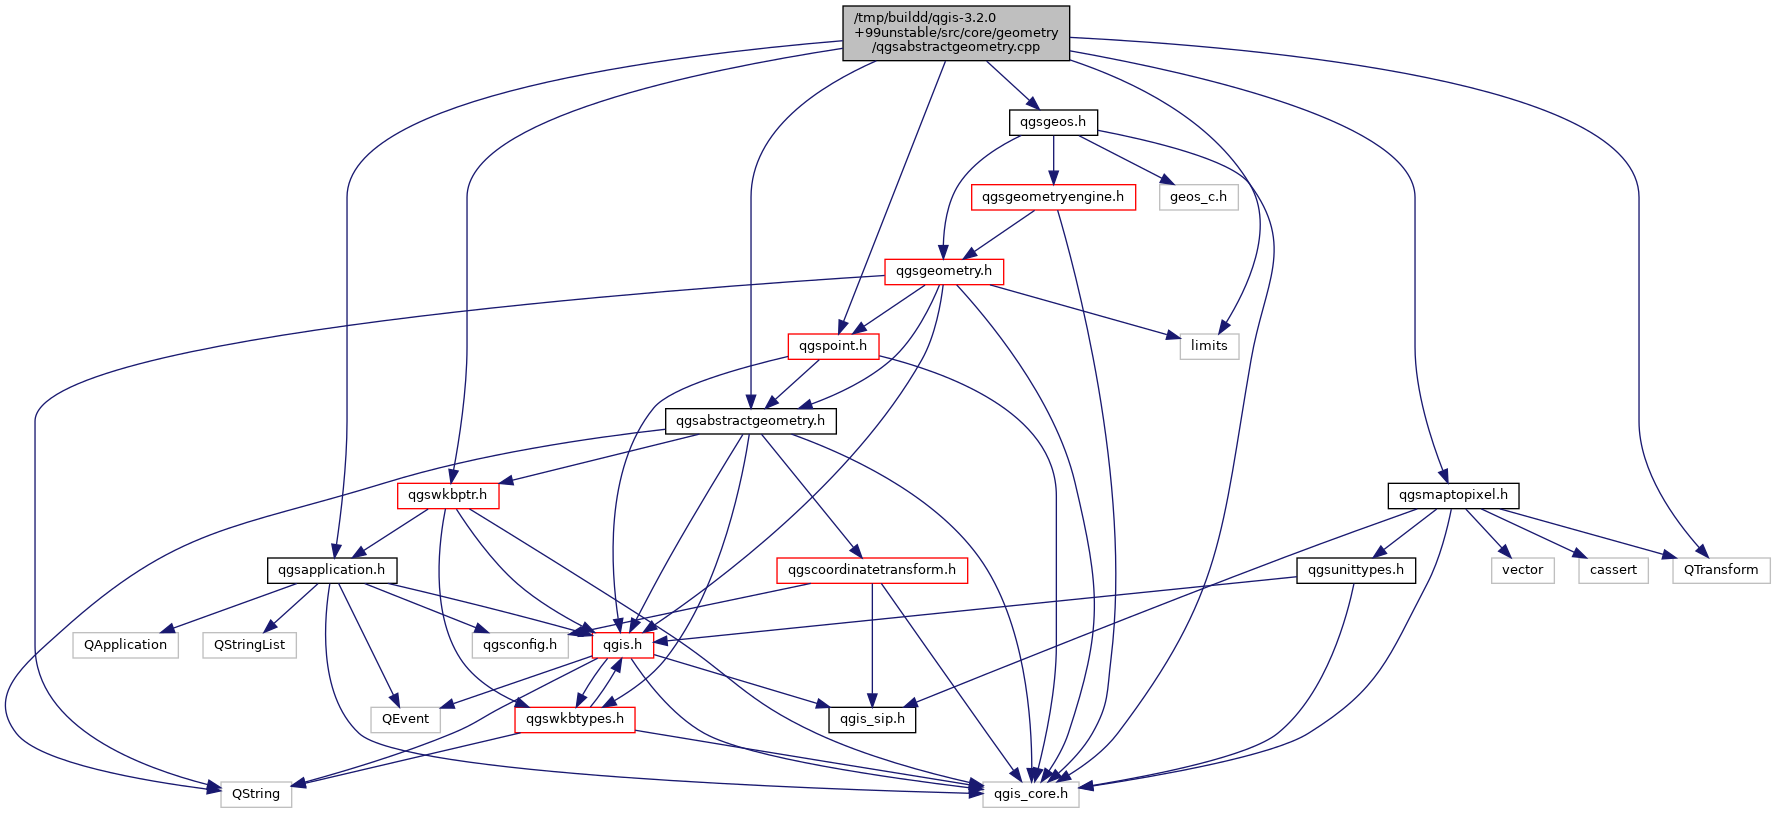 /tmp/buildd/qgis-3.2.0
+99unstable/src/core/geometry
/qgsabstractgeometry.cpp
qgsgeos.h
qgsgeometryengine.h
geos_c.h
qgsgeometry.h
qgspoint.h
limits
qgsabstractgeometry.h
qgswkbptr.h
qgsmaptopixel.h
qgsapplication.h
qgscoordinatetransform.h
qgsunittypes.h
vector
cassert
QTransform
QApplication
QStringList
qgsconfig.h
qgis.h
QEvent
qgswkbtypes.h
qgis_sip.h
QString
qgis_core.h